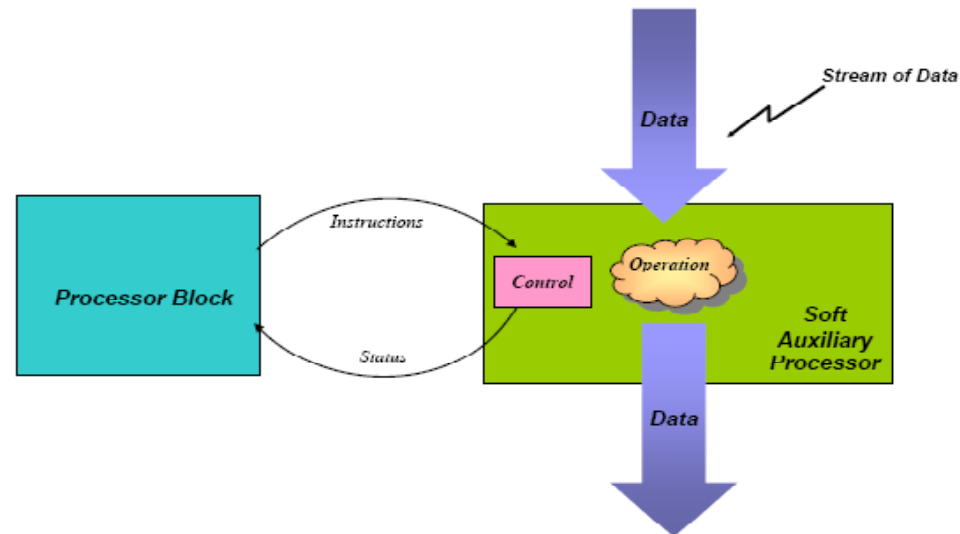 Stream of Data
Data
Instructions
Processor Block
Control
Operation
Soft
Auxiliary
Processor
Status
Data